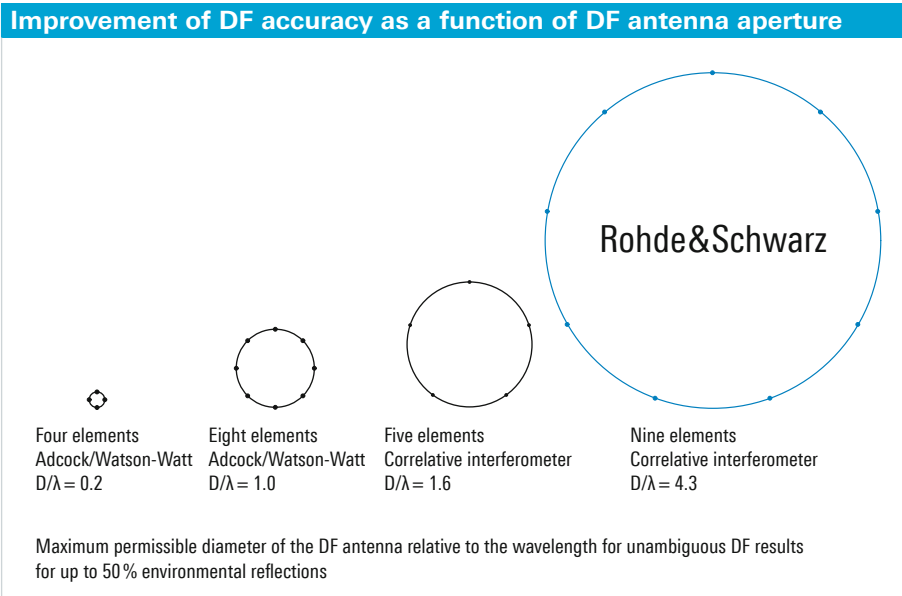 Improvement of DF accuracy as a function of DF antenna aperture
Rohde&Schwarz
Four elements
Adcock/Watson-Watt
D/λ = 0.2
Eight elements
Adcock/Watson-Watt
D/λ = 1.0
Five elements
Correlative interferometer
D/λ = 1.6
Nine elements
Correlative interferometer
D/λ = 4.3
Maximum permissible diameter of the DF antenna relative to the wavelength for unambiguous DF results
for up to 50 % environmental reflections